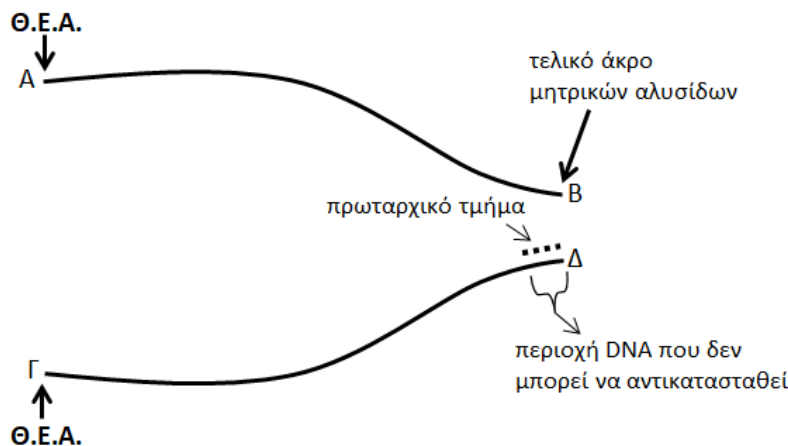 Θ.Ε.Α.
Α
τελικό άκρο
μητρικών αλυσίδων
Β
πρωταρχικό τμήμα
Δ
Γ
περιοχή DNA που δεν
μπορεί να αντικατασταθεί
Θ.Ε.Α.